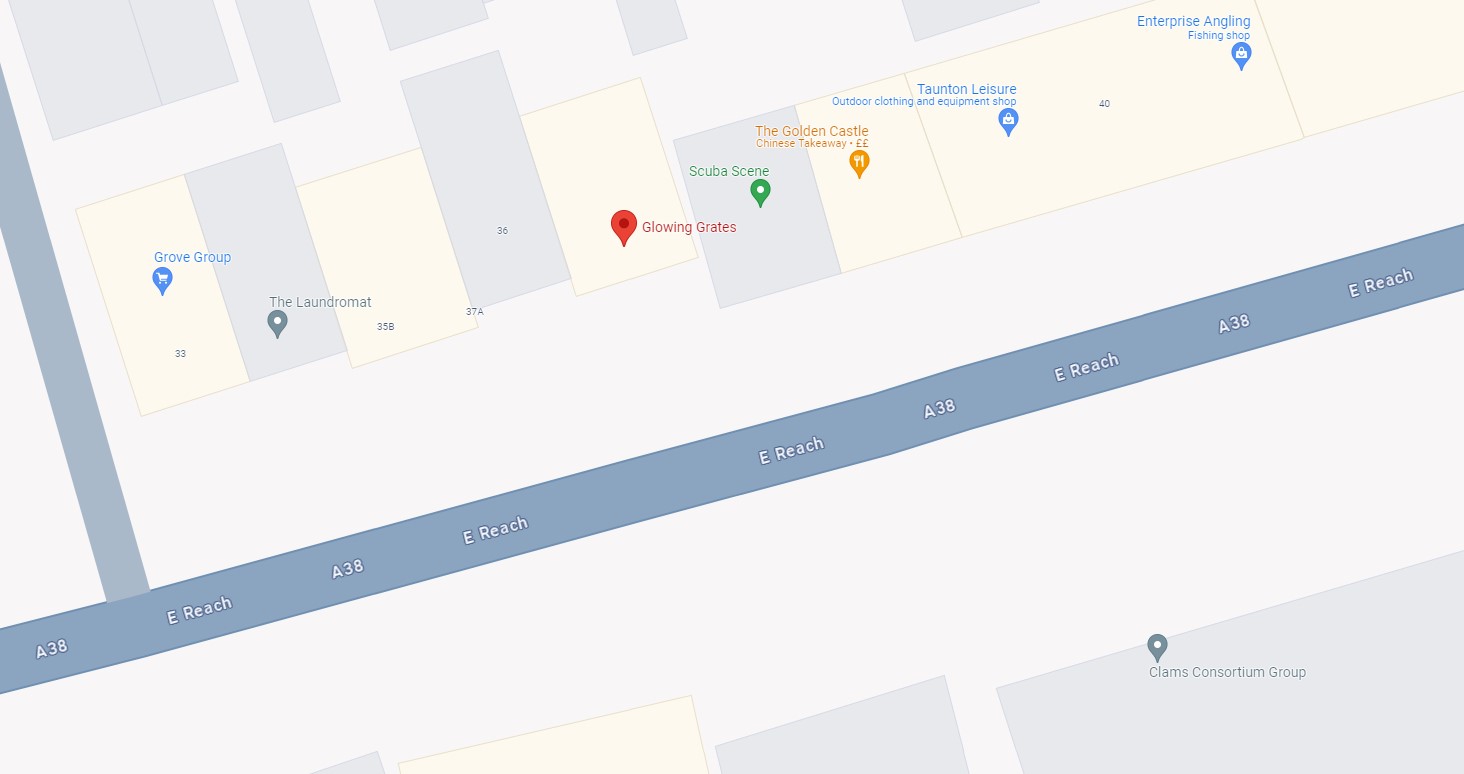 Enterprise Angling
Fishing shop
Taunton Leisure
Outdoor clothing and equipment shop
40
The Golden Castle
Chinese Takeaway • ££
Scuba Scene
Glowing Grates
36
Grove Group
The Laundromat
37A
35B
33
E Reach
A38
E Reach
A38
E Reach
E Reach
A38
E Reach
A38
Clams Consortium Group